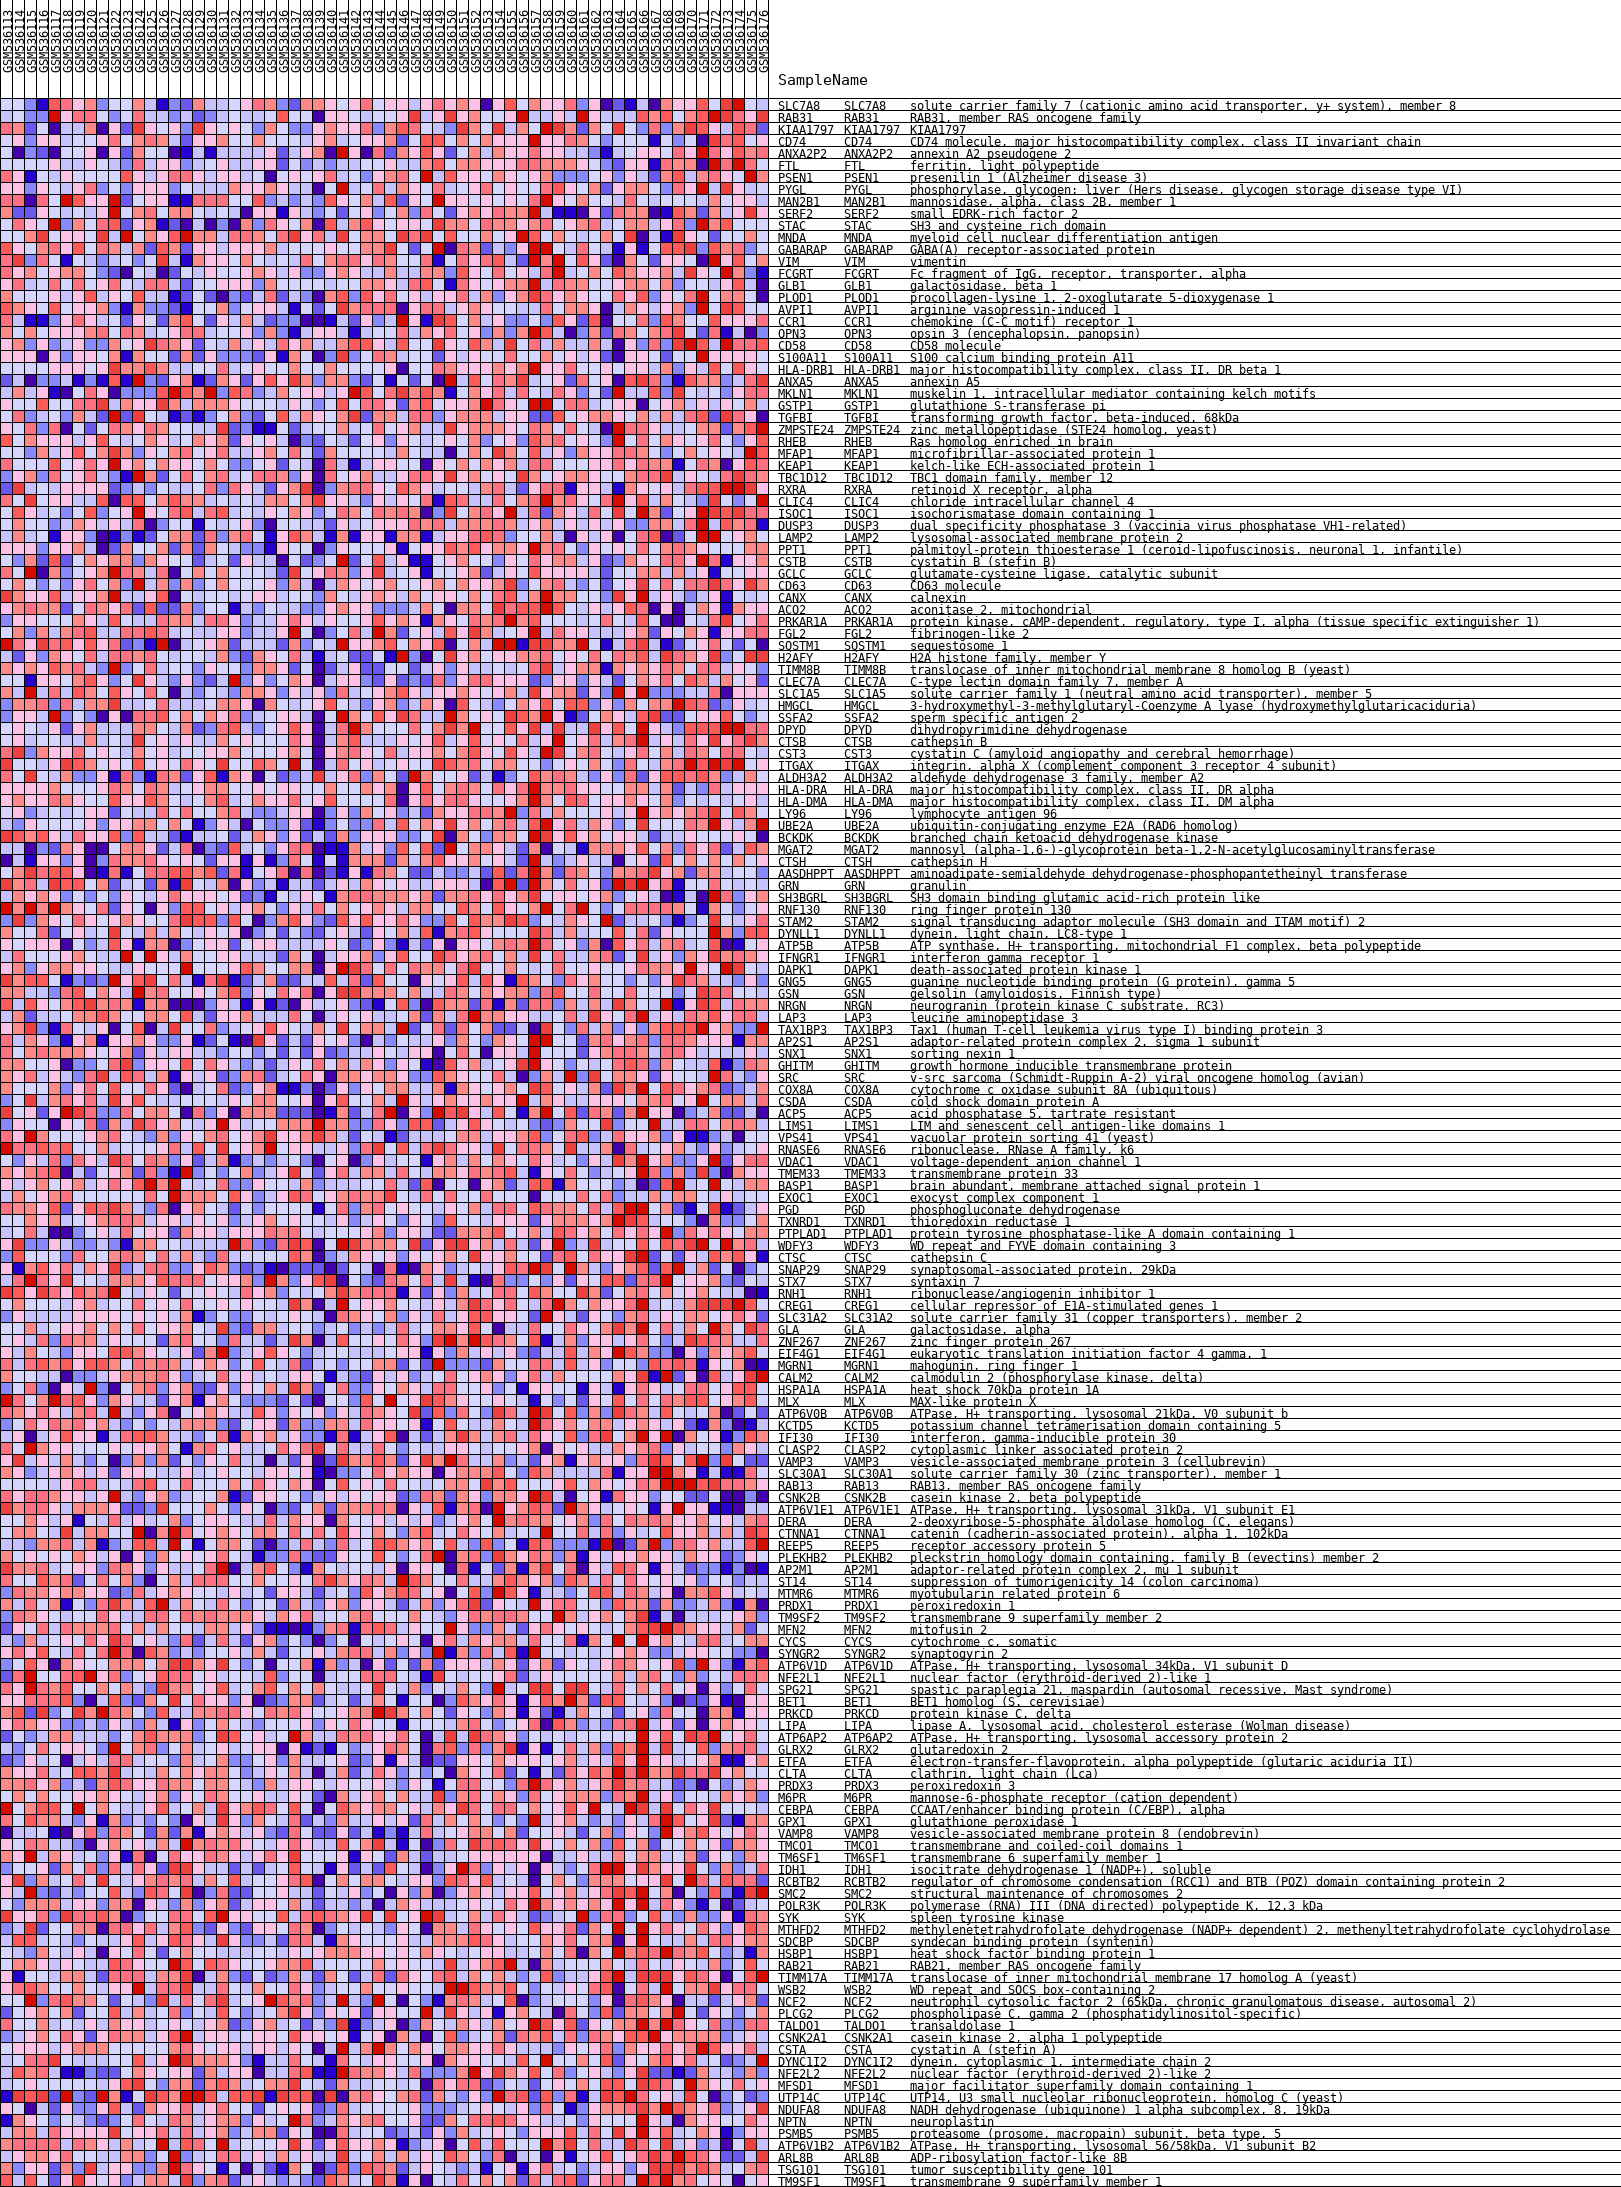 GSM536113 GSM536114 GSM536115 GSM536116 GSM536117 GSM536118 GSM536119 GSM536120 GSM536121 GSM536122 GSM536123 GSM536124 GSM536125 GSM536126 GSM536127 GSM536128 GSM536129 GSM536130 GSM536131 GSM536132 GSM536133 GSM536134 GSM536135 GSM536136 GSM536137 GSM536138 GSM536139 GSM536140 GSM536141 GSM536142 GSM536143 GSM536144 GSM536145 GSM536146 GSM536147 GSM536148 GSM536149 GSM536150 GSM536151 GSM536152 GSM536153 GSM536154 GSM536155 GSM536156 GSM536157 GSM536158 GSM536159 GSM536160 GSM536161 GSM536162 GSM536163 GSM536164 GSM536165 GSM536166 GSM536167 GSM536168 GSM536169 GSM536170 GSM536171 GSM536172 GSM536173 GSM536174 GSM536175 GSM536176
SampleName
SLC7A8 SLC7A8 solute carrier family 7 (cationic amino acid transporter, y+ system), member 8
RAB31 RAB31 RAB31, member RAS oncogene family
KIAA1797 KIAA1797 KIAA1797
CD74 CD74 CD74 molecule, major histocompatibility complex, class II invariant chain
ANXA2P2 ANXA2P2 annexin A2 pseudogene 2
FTL FTL ferritin, light polypeptide
PSEN1 PSEN1 presenilin 1 (Alzheimer disease 3)
PYGL PYGL phosphorylase, glycogen; liver (Hers disease, glycogen storage disease type VI)
MAN2B1 MAN2B1 mannosidase, alpha, class 2B, member 1
SERF2 SERF2 small EDRK-rich factor 2
STAC STAC SH3 and cysteine rich domain
MNDA MNDA myeloid cell nuclear differentiation antigen
GABARAP GABARAP GABA(A) receptor-associated protein
VIM VIM vimentin
FCGRT FCGRT Fc fragment of IgG, receptor, transporter, alpha
GLB1 GLB1 galactosidase, beta 1
PLOD1 PLOD1 procollagen-lysine 1, 2-oxoglutarate 5-dioxygenase 1
AVPI1 AVPI1 arginine vasopressin-induced 1
CCR1 CCR1 chemokine (C-C motif) receptor 1
OPN3 OPN3 opsin 3 (encephalopsin, panopsin)
CD58 CD58 CD58 molecule
S100A11 S100A11 S100 calcium binding protein A11
HLA-DRB1 HLA-DRB1 major histocompatibility complex, class II, DR beta 1
ANXA5 ANXA5 annexin A5
MKLN1 MKLN1 muskelin 1, intracellular mediator containing kelch motifs
GSTP1 GSTP1 glutathione S-transferase pi
TGFBI TGFBI transforming growth factor, beta-induced, 68kDa
ZMPSTE24 ZMPSTE24 zinc metallopeptidase (STE24 homolog, yeast)
RHEB RHEB Ras homolog enriched in brain
MFAP1 MFAP1 microfibrillar-associated protein 1
KEAP1 KEAP1 kelch-like ECH-associated protein 1
TBC1D12 TBC1D12 TBC1 domain family, member 12
RXRA RXRA retinoid X receptor, alpha
CLIC4 CLIC4 chloride intracellular channel 4
ISOC1 ISOC1 isochorismatase domain containing 1
DUSP3 DUSP3 dual specificity phosphatase 3 (vaccinia virus phosphatase VH1-related)
LAMP2 LAMP2 lysosomal-associated membrane protein 2
PPT1 PPT1 palmitoyl-protein thioesterase 1 (ceroid-lipofuscinosis, neuronal 1, infantile)
CSTB CSTB cystatin B (stefin B)
GCLC GCLC glutamate-cysteine ligase, catalytic subunit
CD63 CD63 CD63 molecule
CANX CANX calnexin
ACO2 ACO2 aconitase 2, mitochondrial
PRKAR1A PRKAR1A protein kinase, cAMP-dependent, regulatory, type I, alpha (tissue specific extinguisher 1)
FGL2 FGL2 fibrinogen-like 2
SQSTM1 SQSTM1 sequestosome 1
H2AFY H2AFY H2A histone family, member Y
TIMM8B TIMM8B translocase of inner mitochondrial membrane 8 homolog B (yeast)
CLEC7A CLEC7A C-type lectin domain family 7, member A
SLC1A5 SLC1A5 solute carrier family 1 (neutral amino acid transporter), member 5
HMGCL HMGCL 3-hydroxymethyl-3-methylglutaryl-Coenzyme A lyase (hydroxymethylglutaricaciduria)
SSFA2 SSFA2 sperm specific antigen 2
DPYD DPYD dihydropyrimidine dehydrogenase
CTSB CTSB cathepsin B
CST3 CST3 cystatin C (amyloid angiopathy and cerebral hemorrhage)
ITGAX ITGAX integrin, alpha X (complement component 3 receptor 4 subunit)
ALDH3A2 ALDH3A2 aldehyde dehydrogenase 3 family, member A2
HLA-DRA HLA-DRA major histocompatibility complex, class II, DR alpha
HLA-DMA HLA-DMA major histocompatibility complex, class II, DM alpha
LY96 LY96 lymphocyte antigen 96
UBE2A UBE2A ubiquitin-conjugating enzyme E2A (RAD6 homolog)
BCKDK BCKDK branched chain ketoacid dehydrogenase kinase
MGAT2 MGAT2 mannosyl (alpha-1,6-)-glycoprotein beta-1,2-N-acetylglucosaminyltransferase
CTSH CTSH cathepsin H
AASDHPPT AASDHPPT aminoadipate-semialdehyde dehydrogenase-phosphopantetheinyl transferase
GRN GRN granulin
SH3BGRL SH3BGRL SH3 domain binding glutamic acid-rich protein like
RNF130 RNF130 ring finger protein 130
STAM2 STAM2 signal transducing adaptor molecule (SH3 domain and ITAM motif) 2
DYNLL1 DYNLL1 dynein, light chain, LC8-type 1
ATP5B ATP5B ATP synthase, H+ transporting, mitochondrial F1 complex, beta polypeptide
IFNGR1 IFNGR1 interferon gamma receptor 1
DAPK1 DAPK1 death-associated protein kinase 1
GNG5 GNG5 guanine nucleotide binding protein (G protein), gamma 5
GSN GSN gelsolin (amyloidosis, Finnish type)
NRGN NRGN neurogranin (protein kinase C substrate, RC3)
LAP3 LAP3 leucine aminopeptidase 3
TAX1BP3 TAX1BP3 Tax1 (human T-cell leukemia virus type I) binding protein 3
AP2S1 AP2S1 adaptor-related protein complex 2, sigma 1 subunit
SNX1 SNX1 sorting nexin 1
GHITM GHITM growth hormone inducible transmembrane protein
SRC SRC v-src sarcoma (Schmidt-Ruppin A-2) viral oncogene homolog (avian)
COX8A COX8A cytochrome c oxidase subunit 8A (ubiquitous)
CSDA CSDA cold shock domain protein A
ACP5 ACP5 acid phosphatase 5, tartrate resistant
LIMS1 LIMS1 LIM and senescent cell antigen-like domains 1
VPS41 VPS41 vacuolar protein sorting 41 (yeast)
RNASE6 RNASE6 ribonuclease, RNase A family, k6
VDAC1 VDAC1 voltage-dependent anion channel 1
TMEM33 TMEM33 transmembrane protein 33
BASP1 BASP1 brain abundant, membrane attached signal protein 1
EXOC1 EXOC1 exocyst complex component 1
PGD PGD phosphogluconate dehydrogenase
TXNRD1 TXNRD1 thioredoxin reductase 1
PTPLAD1 PTPLAD1 protein tyrosine phosphatase-like A domain containing 1
WDFY3 WDFY3 WD repeat and FYVE domain containing 3
CTSC CTSC cathepsin C
SNAP29 SNAP29 synaptosomal-associated protein, 29kDa
STX7 STX7 syntaxin 7
RNH1 RNH1 ribonuclease/angiogenin inhibitor 1
CREG1 CREG1 cellular repressor of E1A-stimulated genes 1
SLC31A2 SLC31A2 solute carrier family 31 (copper transporters), member 2
GLA GLA galactosidase, alpha
ZNF267 ZNF267 zinc finger protein 267
EIF4G1 EIF4G1 eukaryotic translation initiation factor 4 gamma, 1
MGRN1 MGRN1 mahogunin, ring finger 1
CALM2 CALM2 calmodulin 2 (phosphorylase kinase, delta)
HSPA1A HSPA1A heat shock 70kDa protein 1A
MLX MLX MAX-like protein X
ATP6V0B ATP6V0B ATPase, H+ transporting, lysosomal 21kDa, V0 subunit b
KCTD5 KCTD5 potassium channel tetramerisation domain containing 5
IFI30 IFI30 interferon, gamma-inducible protein 30
CLASP2 CLASP2 cytoplasmic linker associated protein 2
VAMP3 VAMP3 vesicle-associated membrane protein 3 (cellubrevin)
SLC30A1 SLC30A1 solute carrier family 30 (zinc transporter), member 1
RAB13 RAB13 RAB13, member RAS oncogene family
CSNK2B CSNK2B casein kinase 2, beta polypeptide
ATP6V1E1 ATP6V1E1 ATPase, H+ transporting, lysosomal 31kDa, V1 subunit E1
DERA DERA 2-deoxyribose-5-phosphate aldolase homolog (C. elegans)
CTNNA1 CTNNA1 catenin (cadherin-associated protein), alpha 1, 102kDa
REEP5 REEP5 receptor accessory protein 5
PLEKHB2 PLEKHB2 pleckstrin homology domain containing, family B (evectins) member 2
AP2M1 AP2M1 adaptor-related protein complex 2, mu 1 subunit
ST14 ST14 suppression of tumorigenicity 14 (colon carcinoma)
MTMR6 MTMR6 myotubularin related protein 6
PRDX1 PRDX1 peroxiredoxin 1
TM9SF2 TM9SF2 transmembrane 9 superfamily member 2
MFN2 MFN2 mitofusin 2
CYCS CYCS cytochrome c, somatic
SYNGR2 SYNGR2 synaptogyrin 2
ATP6V1D ATP6V1D ATPase, H+ transporting, lysosomal 34kDa, V1 subunit D
NFE2L1 NFE2L1 nuclear factor (erythroid-derived 2)-like 1
SPG21 SPG21 spastic paraplegia 21, maspardin (autosomal recessive, Mast syndrome)
BET1 BET1 BET1 homolog (S. cerevisiae)
PRKCD PRKCD protein kinase C, delta
LIPA LIPA lipase A, lysosomal acid, cholesterol esterase (Wolman disease)
ATP6AP2 ATP6AP2 ATPase, H+ transporting, lysosomal accessory protein 2
GLRX2 GLRX2 glutaredoxin 2
ETFA ETFA electron-transfer-flavoprotein, alpha polypeptide (glutaric aciduria II)
CLTA CLTA clathrin, light chain (Lca)
PRDX3 PRDX3 peroxiredoxin 3
M6PR M6PR mannose-6-phosphate receptor (cation dependent)
CEBPA CEBPA CCAAT/enhancer binding protein (C/EBP), alpha
GPX1 GPX1 glutathione peroxidase 1
VAMP8 VAMP8 vesicle-associated membrane protein 8 (endobrevin)
TMCO1 TMCO1 transmembrane and coiled-coil domains 1
TM6SF1 TM6SF1 transmembrane 6 superfamily member 1
IDH1 IDH1 isocitrate dehydrogenase 1 (NADP+), soluble
RCBTB2 RCBTB2 regulator of chromosome condensation (RCC1) and BTB (POZ) domain containing protein 2
SMC2 SMC2 structural maintenance of chromosomes 2
POLR3K POLR3K polymerase (RNA) III (DNA directed) polypeptide K, 12.3 kDa
SYK SYK spleen tyrosine kinase
MTHFD2 MTHFD2 methylenetetrahydrofolate dehydrogenase (NADP+ dependent) 2, methenyltetrahydrofolate cyclohydrolase
SDCBP SDCBP syndecan binding protein (syntenin)
HSBP1 HSBP1 heat shock factor binding protein 1
RAB21 RAB21 RAB21, member RAS oncogene family
TIMM17A TIMM17A translocase of inner mitochondrial membrane 17 homolog A (yeast)
WSB2 WSB2 WD repeat and SOCS box-containing 2
NCF2 NCF2 neutrophil cytosolic factor 2 (65kDa, chronic granulomatous disease, autosomal 2)
PLCG2 PLCG2 phospholipase C, gamma 2 (phosphatidylinositol-specific)
TALDO1 TALDO1 transaldolase 1
CSNK2A1 CSNK2A1 casein kinase 2, alpha 1 polypeptide
CSTA CSTA cystatin A (stefin A)
DYNC1I2 DYNC1I2 dynein, cytoplasmic 1, intermediate chain 2
NFE2L2 NFE2L2 nuclear factor (erythroid-derived 2)-like 2
MFSD1 MFSD1 major facilitator superfamily domain containing 1
UTP14C UTP14C UTP14, U3 small nucleolar ribonucleoprotein, homolog C (yeast)
NDUFA8 NDUFA8 NADH dehydrogenase (ubiquinone) 1 alpha subcomplex, 8, 19kDa
NPTN NPTN neuroplastin
PSMB5 PSMB5 proteasome (prosome, macropain) subunit, beta type, 5
ATP6V1B2 ATP6V1B2 ATPase, H+ transporting, lysosomal 56/58kDa, V1 subunit B2
ARL8B ARL8B ADP-ribosylation factor-like 8B
TSG101 TSG101 tumor susceptibility gene 101
TM9SF1 TM9SF1 transmembrane 9 superfamily member 1